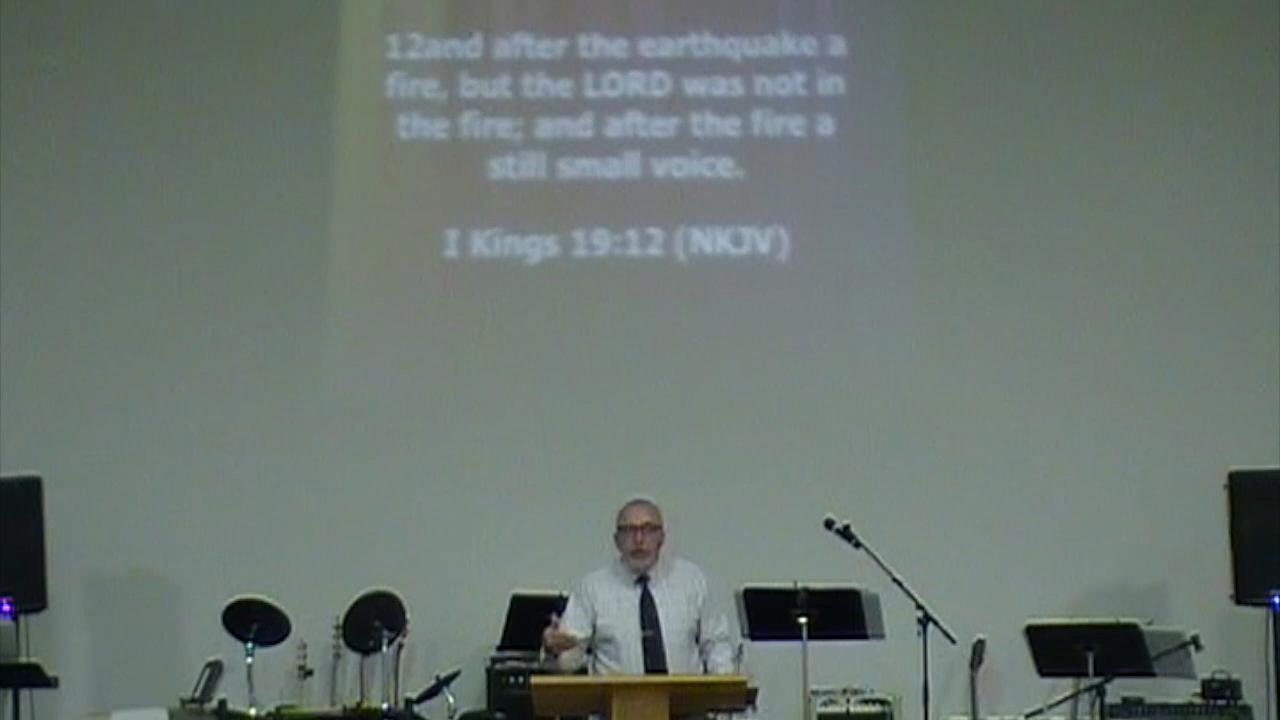 12and after the earthquake a
fire, but the LORD was not in
the fire; and after the fire a
still small voice.
I Kings 19:12 (NKJV)